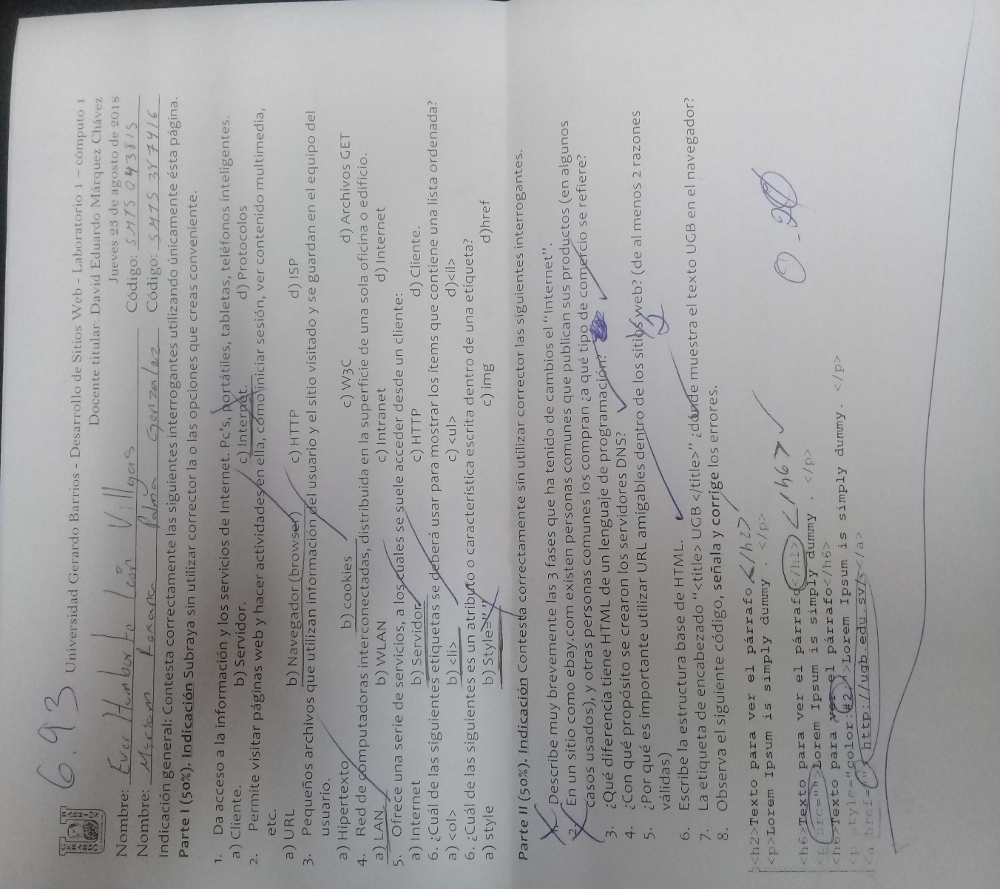 6.93
Universidad Gerardo Barrios - Desarrollo de Sitios Web - Laboratorio 1 – cómputo 1
Docente titular: David Eduardo Márquez Chávez
Jueves 23 de agosto de 2018
Nombre: Ever Humberto León Villegas Código: SMTS 043815
Nombre: Roxana Palma Gonzalez Código: SMTS 387416
Indicación general: Contesta correctamente las siguientes interrogantes utilizando únicamente ésta página.
Parte I (50%). Indicación Subraya sin utilizar corrector la o las opciones que creas conveniente.
1. Da acceso a la información y los servicios de Internet. Pc's, portátiles, tabletas, teléfonos inteligentes.
a) Cliente. b) Servidor. c) Internet. d) Protocolos
2. Permite visitar páginas web y hacer actividades en ella, como iniciar sesión, ver contenido multimedia,
etc.
a) URL b) Navegador (browser) c) HTTP d) ISP
3. Pequeños archivos que utilizan información del usuario y el sitio visitado y se guardan en el equipo del
usuario.
a) Hipertexto b) cookies c) W3C d) Archivos GET
4. Red de computadoras interconectadas, distribuida en la superficie de una sola oficina o edificio.
a) LAN b) WLAN c) Intranet d) Internet
5. Ofrece una serie de servicios, a los cuales se suele acceder desde un cliente:
a) Internet b) Servidor c) HTTP d) Cliente.
6. ¿Cuál de las siguientes etiquetas se deberá usar para mostrar los ítems que contiene una lista ordenada?
a) <ol> b) <li> c) <ul> d)<il>
6. ¿Cuál de las siguientes es un atributo o característica escrita dentro de una etiqueta?
a) style b) Style="" c) img d)href
Parte II (50%). Indicación Contesta correctamente sin utilizar corrector las siguientes interrogantes.
1. Describe muy brevemente las 3 fases que ha tenido de cambios el "Internet".
2. En un sitio como ebay.com existen personas comunes que publican sus productos (en algunos
casos usados), y otras personas comunes los compran ¿a qué tipo de comercio se refiere?
3. ¿Qué diferencia tiene HTML de un lenguaje de programación?
4. ¿Con qué propósito se crearon los servidores DNS?
5. ¿Por qué es importante utilizar URL amigables dentro de los sitios web? (de al menos 2 razones
válidas)
6. Escribe la estructura base de HTML.
7. La etiqueta de encabezado "<title> UGB </title>" ¿dónde muestra el texto UGB en el navegador?
8. Observa el siguiente código, señala y corrige los errores.
<h2>Texto para ver el párrafo </h2>
<p>Lorem Ipsum is simply dummy . </p>
<h6>Texto para ver el párrafo</h1> </h6>
<p src="">Lorem Ipsum is simply dummy . </p>
<h6>Texto para ver el párrafo</h6>
<p style="color:#2;">Lorem Ipsum is simply dummy. </p>
<a href=""> http://ugb.edu.sv/</a>